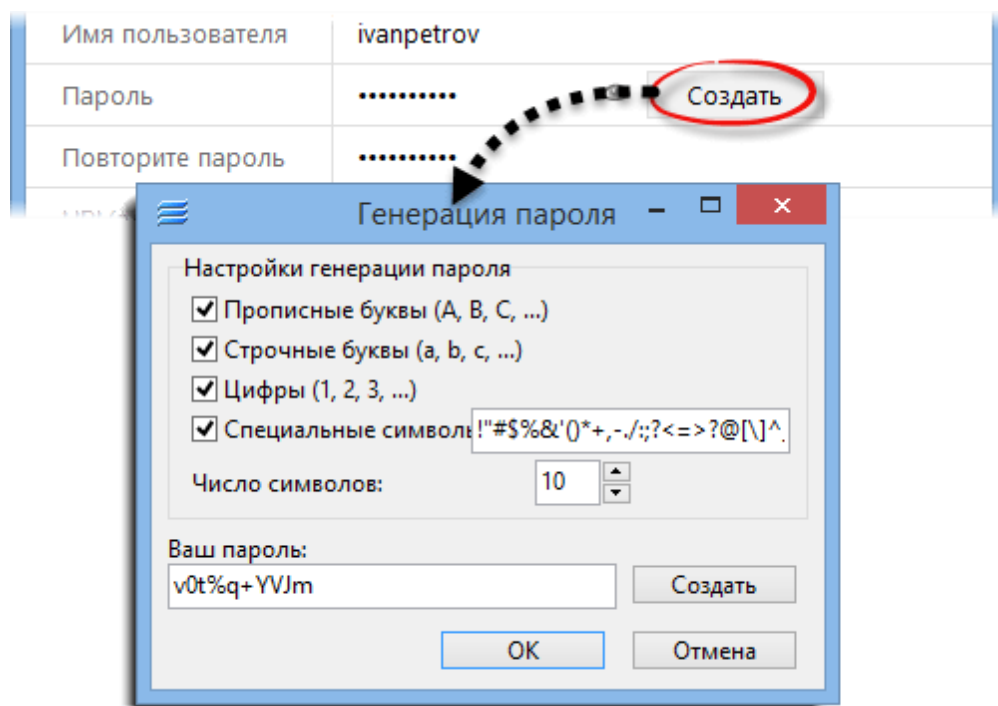 Имя пользователя ivanpetrov
Пароль •••••••••• Создать
Повторите пароль ••••••••••
Генерация пароля
Настройки генерации пароля
Прописные буквы (A, B, C, ...)
Строчные буквы (a, b, c, ...)
Цифры (1, 2, 3, ...)
Специальные символь !"#$%&'()*+,-./:;?<=>?@[\]^
Число символов: 10
Ваш пароль:
v0t%q+YVJm Создать
OK Отмена